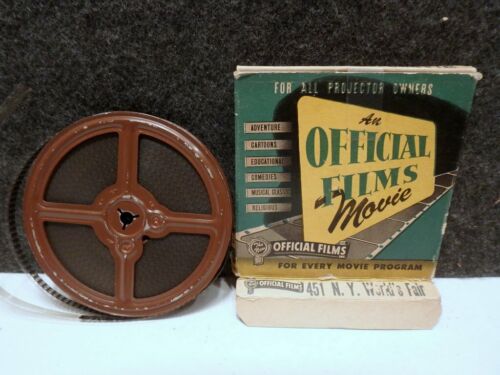 FOR ALL PROJECTOR OWNERS
An
OFFICIAL
FILMS
Movie
ADVENTURE
CARTOONS
EDUCATIONAL
COMEDIES
MUSICAL CLASSICS
RELIGIOUS
OFFICIAL FILMS
FOR EVERY MOVIE PROGRAM
OFFICIAL FILMS 451 N. Y. World's Fair